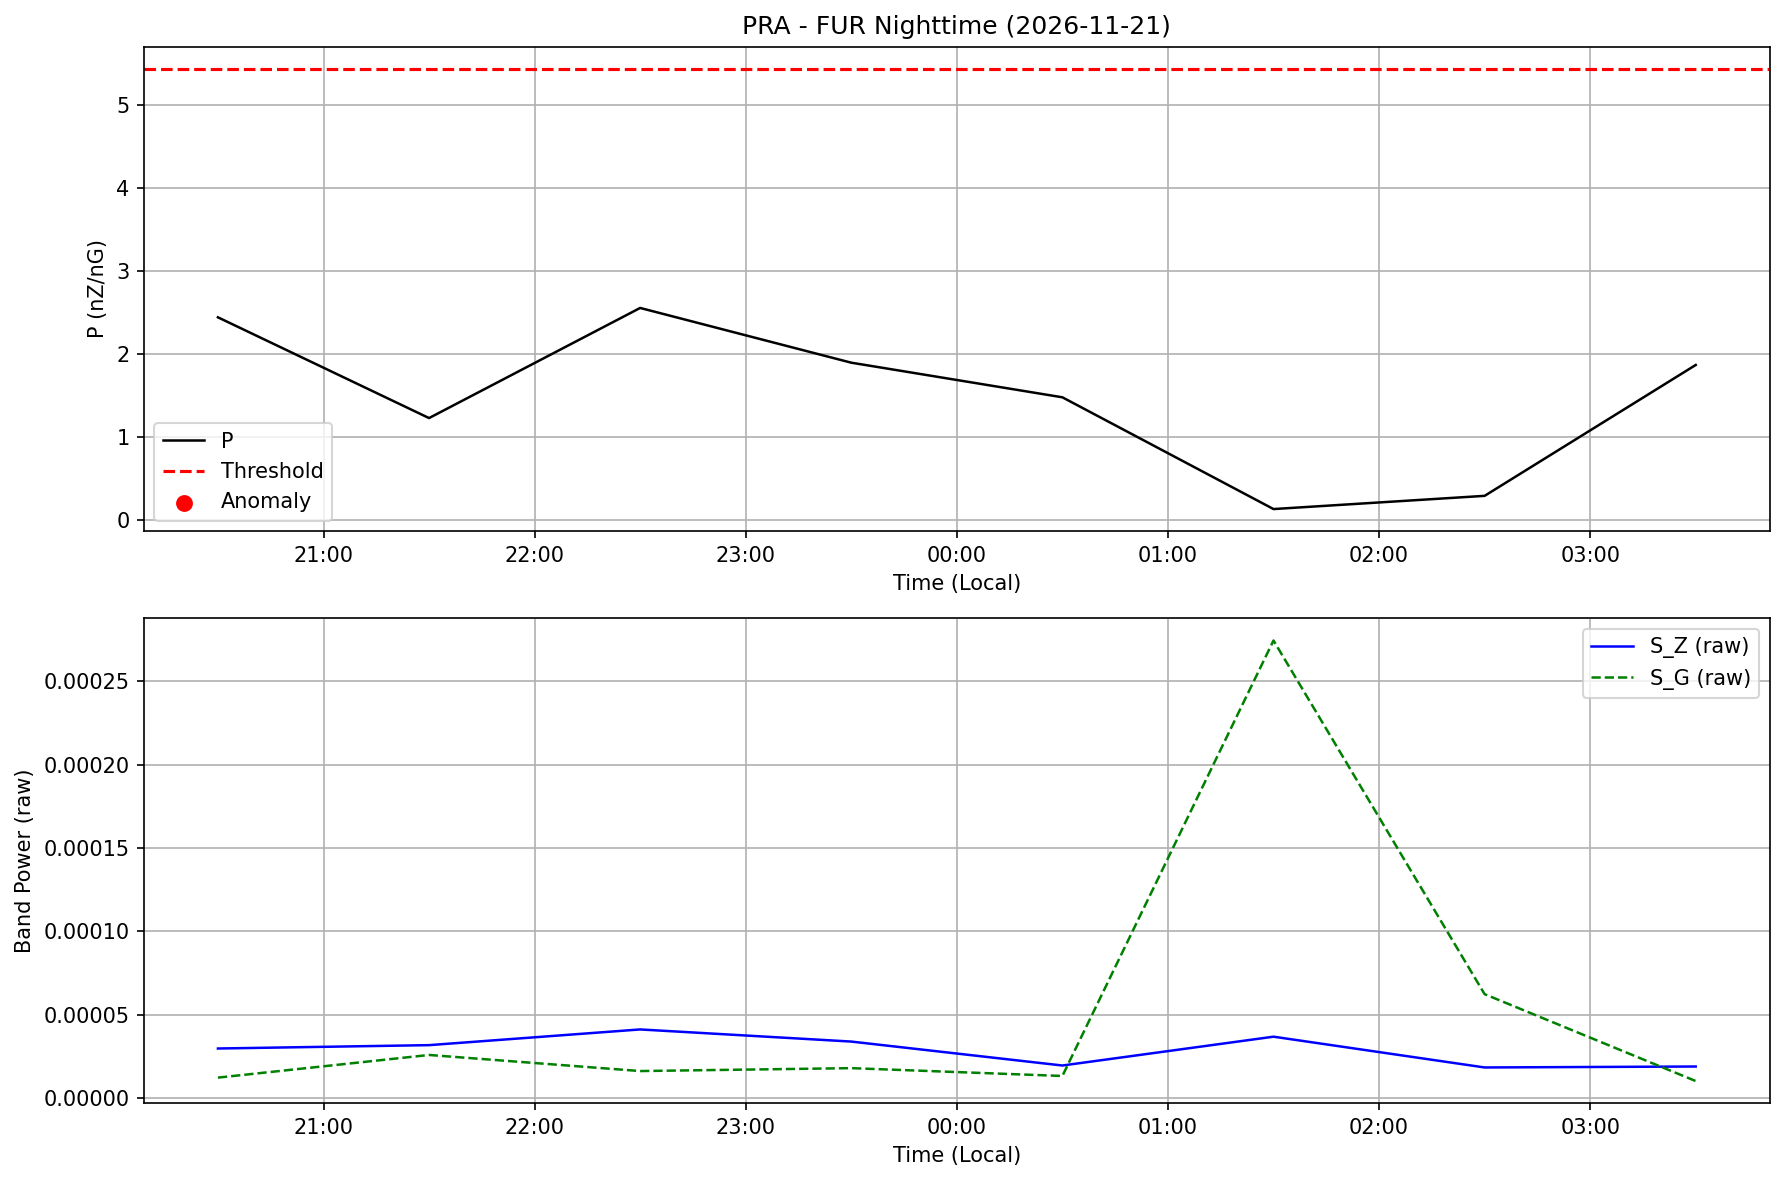 PRA - FUR Nighttime (2026-11-21)
P (nZ/nG)
5
4
3
2
1
0
P
Threshold
Anomaly
21:00 22:00 23:00 00:00 01:00 02:00 03:00
Time (Local)
Band Power (raw)
0.00025
0.00020
0.00015
0.00010
0.00005
0.00000
S_Z (raw)
S_G (raw)
21:00 22:00 23:00 00:00 01:00 02:00 03:00
Time (Local)